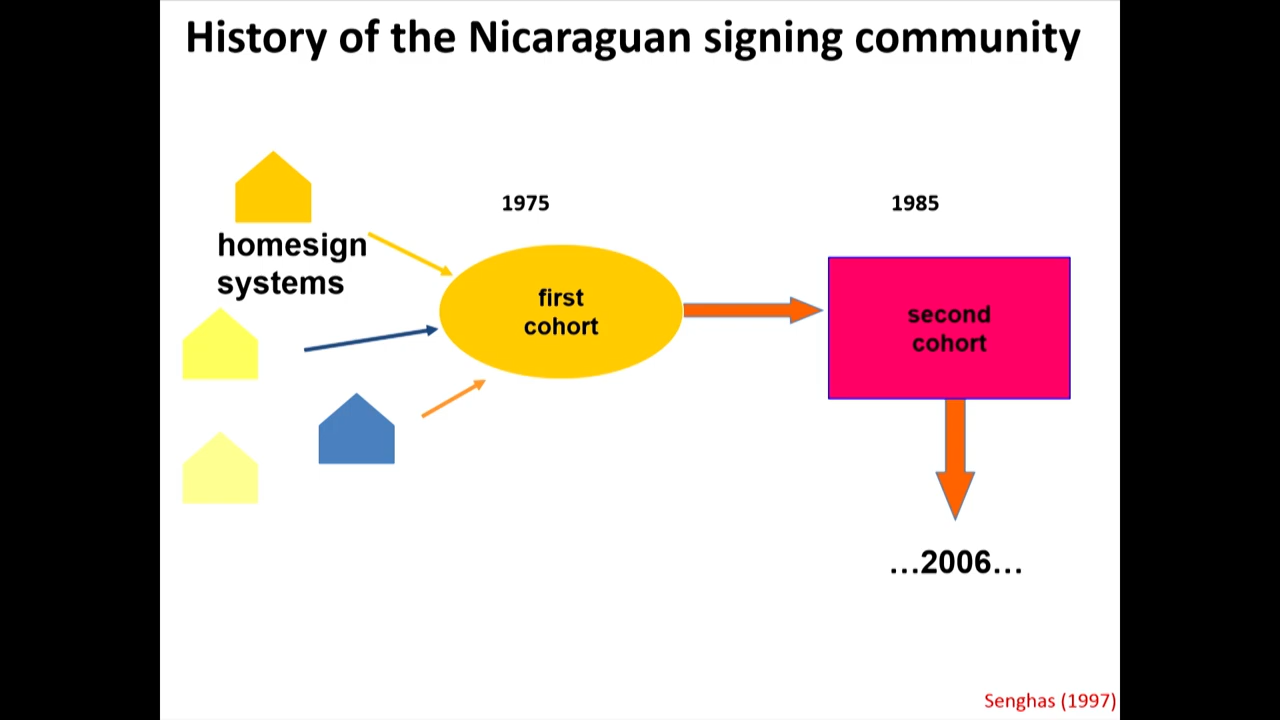 History of the Nicaraguan signing community
1975
1985
homesign
systems
first
cohort
second
cohort
…2006…
Senghas (1997)